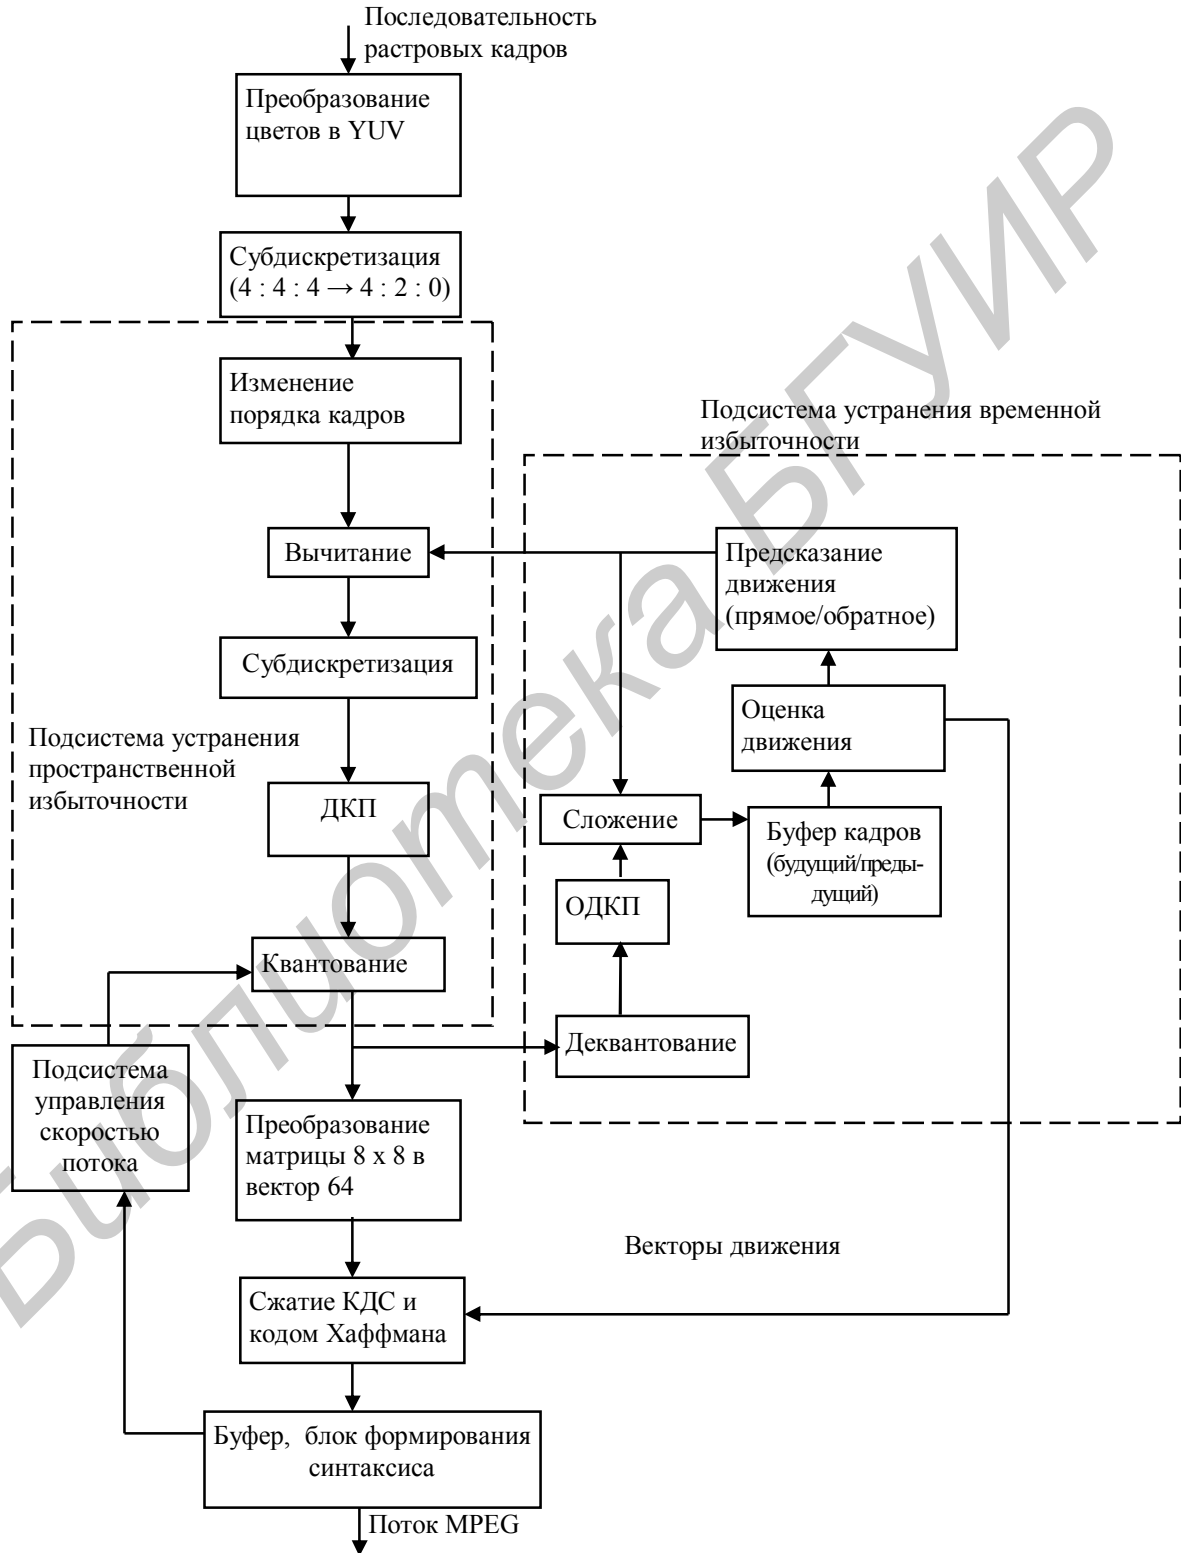 Последовательность
растровых кадров
Преобразование
цветов в YUV
Субдискретизация
(4 : 4 : 4 → 4 : 2 : 0)
Изменение
порядка кадров
Подсистема устранения временной
избыточности
Вычитание
Предсказание
движения
(прямое/обратное)
Субдискретизация
Оценка
движения
Подсистема устранения
пространственной
избыточности
ДКП
Сложение
Буфер кадров
(будущий/преды-
дущий)
ОДКП
Квантование
Деквантование
Подсистема
управления
скоростью
потока
Преобразование
матрицы 8 х 8 в
вектор 64
Векторы движения
Сжатие КДС и
кодом Хаффмана
Буфер, блок формирования
синтаксиса
Поток MPEG
Библиотека БГУИР